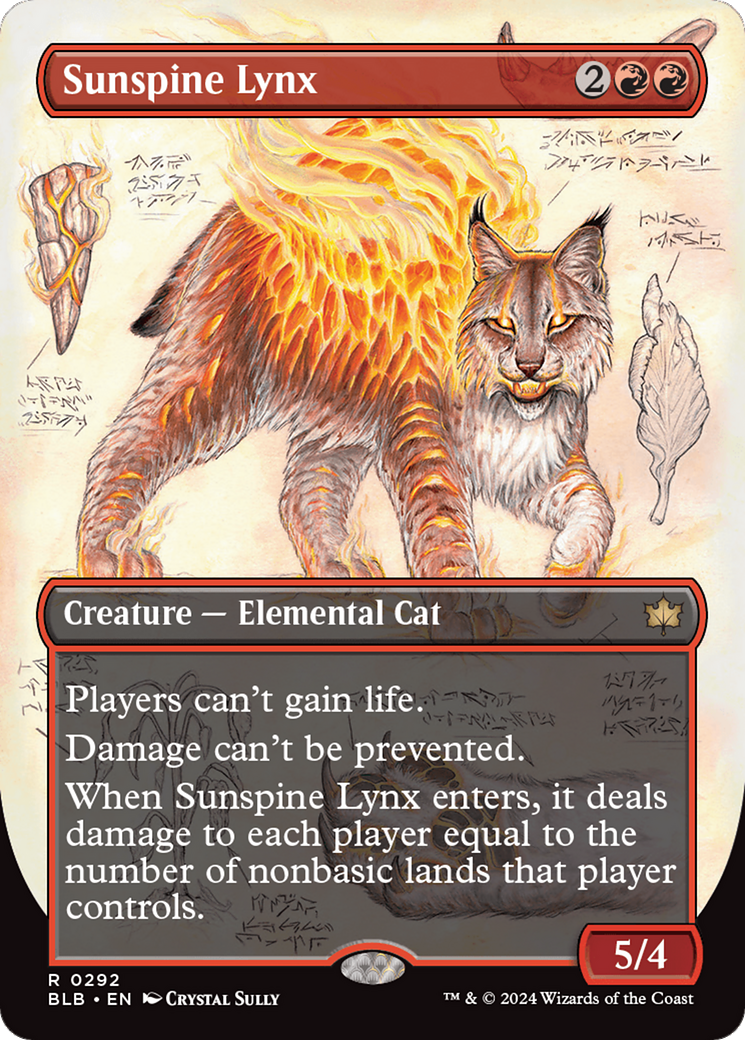 Sunspine Lynx 2
Creature — Elemental Cat
Players can't gain life.
Damage can't be prevented.
When Sunspine Lynx enters, it deals
damage to each player equal to the
number of nonbasic lands that player
controls.
5/4
R 0292
BLB • EN Crystal Sully
™ & © 2024 Wizards of the Coast